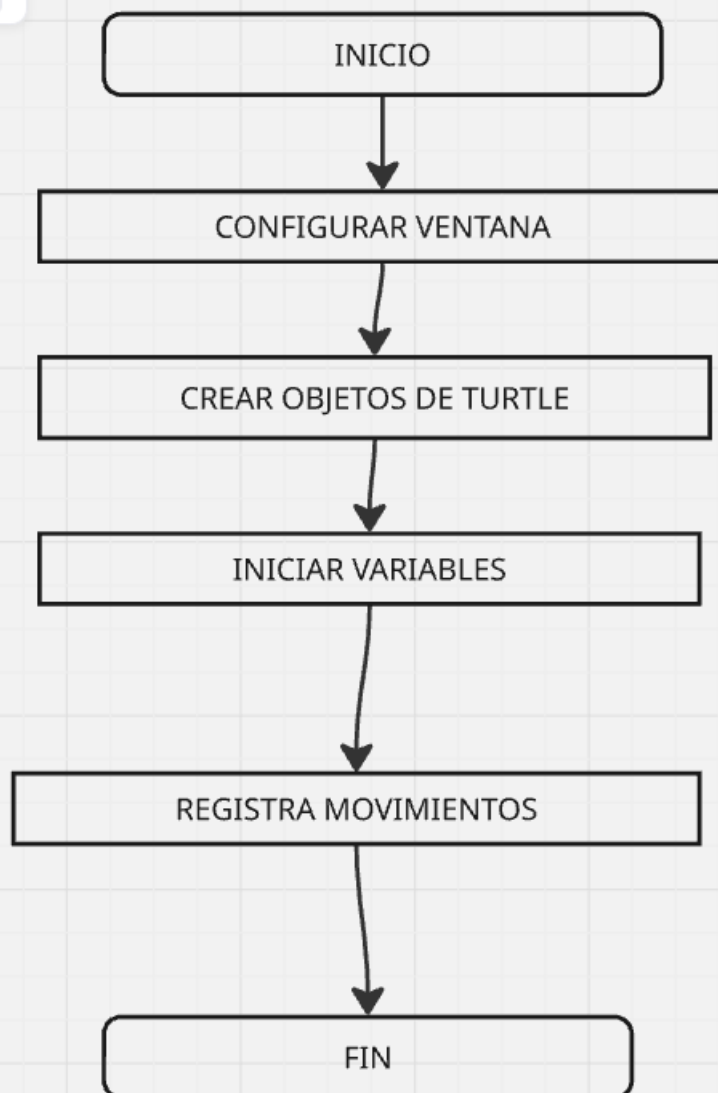 INICIO
CONFIGURAR VENTANA
CREAR OBJETOS DE TURTLE
INICIAR VARIABLES
REGISTRA MOVIMIENTOS
FIN